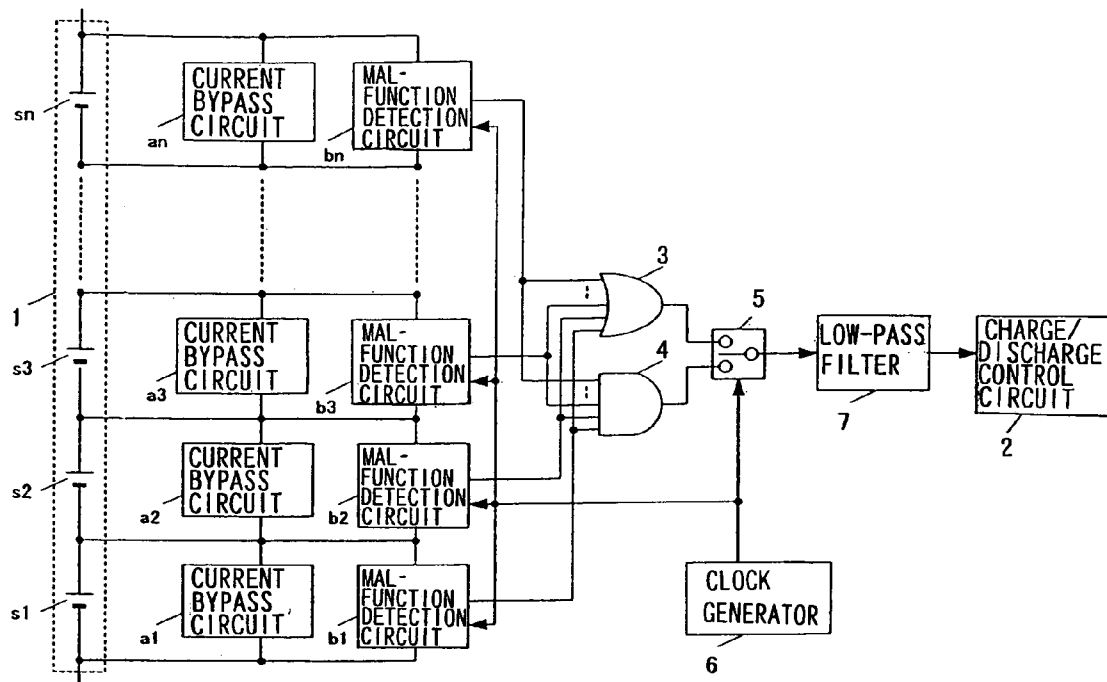 CURRENT
BYPASS
CIRCUIT
an
MAL-
FUNCTION
DETECTION
CIRCUIT
bn
sn
1
CURRENT
BYPASS
CIRCUIT
a3
MAL-
FUNCTION
DETECTION
CIRCUIT
b3
s3
CURRENT
BYPASS
CIRCUIT
a2
MAL-
FUNCTION
DETECTION
CIRCUIT
b2
s2
CURRENT
BYPASS
CIRCUIT
a1
MAL-
FUNCTION
DETECTION
CIRCUIT
b1
s1
3
4
5
LOW-PASS
FILTER
7
CHARGE/
DISCHARGE
CONTROL
CIRCUIT
2
CLOCK
GENERATOR
6